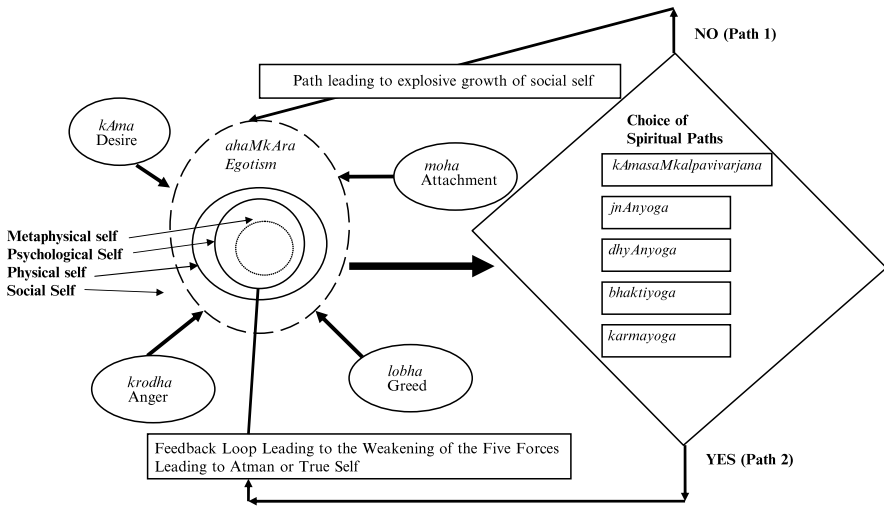 NO (Path 1)
Path leading to explosive growth of social self
kAma
Desire
ahaMkAra
Egotism
moha
Attachment
Choice of
Spiritual Paths
kAmasaMkalpavivarjana
jnAnyoga
dhyAnyoga
bhaktiyoga
karmayoga
Metaphysical self
Psychological Self
Physical self
Social Self
krodha
Anger
lobha
Greed
Feedback Loop Leading to the Weakening of the Five Forces
Leading to Atman or True Self
YES (Path 2)